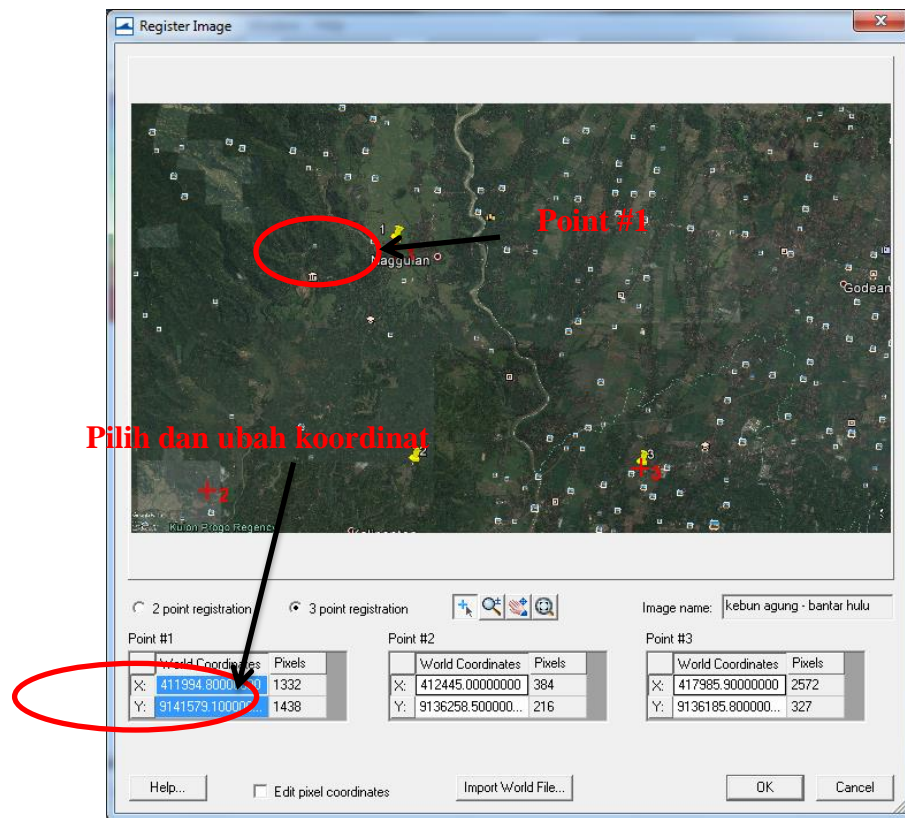 Register Image
1
Point #1
Naggulan
Godean
Pilih dan ubah koordinat
2
3
3
2
Kulon Progo Regency
2 point registration
3 point registration
Image name:
kebun agung - bantar hulu
Point #1
World Coordinates Pixels
X: 411994.80000000 1332
Y: 9141579.100000... 1438
Point #2
World Coordinates Pixels
X: 412445.00000000 384
Y: 9136258.500000... 216
Point #3
World Coordinates Pixels
X: 417985.90000000 2572
Y: 9136185.800000... 327
Help...
Edit pixel coordinates
Import World File...
OK
Cancel